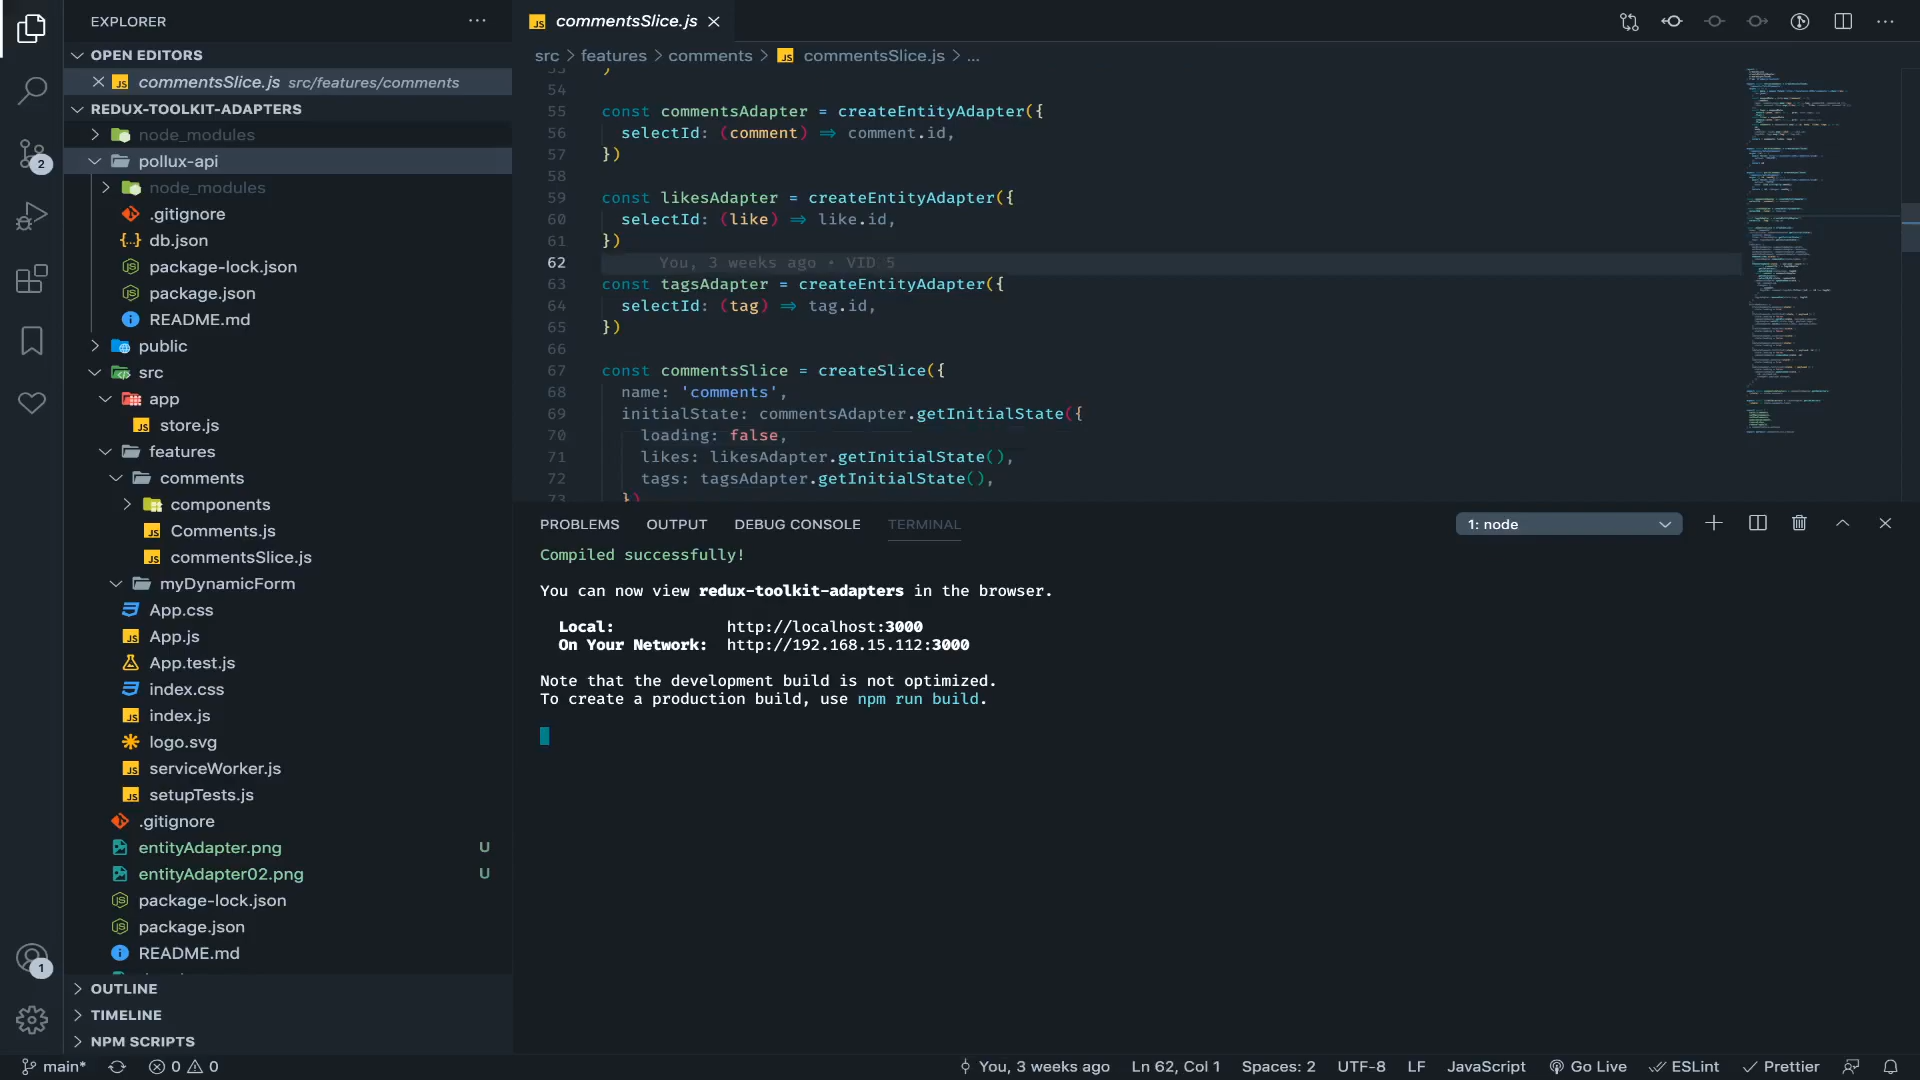 EXPLORER
OPEN EDITORS
commentsSlice.js src/features/comments
REDUX-TOOLKIT-ADAPTERS
node_modules
pollux-api
node_modules
.gitignore
db.json
package-lock.json
package.json
README.md
public
src
app
store.js
features
comments
components
Comments.js
commentsSlice.js
myDynamicForm
App.css
App.js
App.test.js
index.css
index.js
logo.svg
serviceWorker.js
setupTests.js
.gitignore
entityAdapter.png U
entityAdapter02.png U
package-lock.json
package.json
README.md
OUTLINE
TIMELINE
NPM SCRIPTS
2
1
commentsSlice.js
src > features > comments > JS commentsSlice.js > ...
54
55 const commentsAdapter = createEntityAdapter({
56 selectId: (comment) => comment.id,
57 })
58
59 const likesAdapter = createEntityAdapter({
60 selectId: (like) => like.id,
61 })
62 You, 3 weeks ago • VID 5
63 const tagsAdapter = createEntityAdapter({
64 selectId: (tag) => tag.id,
65 })
66
67 const commentsSlice = createSlice({
68 name: 'comments',
69 initialState: commentsAdapter.getInitialState({
70 loading: false,
71 likes: likesAdapter.getInitialState(),
72 tags: tagsAdapter.getInitialState(),
73 })
PROBLEMS OUTPUT DEBUG CONSOLE TERMINAL 1: node
Compiled successfully!
You can now view redux-toolkit-adapters in the browser.
Local: http://localhost:3000
On Your Network: http://192.168.15.112:3000
Note that the development build is not optimized.
To create a production build, use npm run build.
main* 0 0 You, 3 weeks ago Ln 62, Col 1 Spaces: 2 UTF-8 LF JavaScript Go Live ESLint Prettier